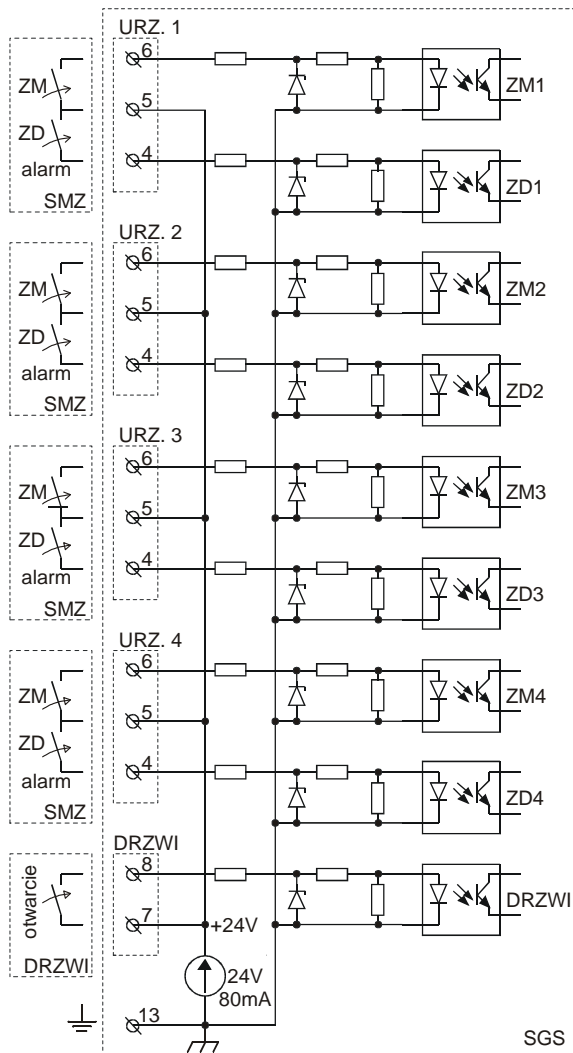 URZ. 1
6
ZM
5
ZD
4
alarm
SMZ
ZM1
ZD1
URZ. 2
6
ZM
5
ZD
4
alarm
SMZ
ZM2
ZD2
URZ. 3
6
ZM
5
ZD
4
alarm
SMZ
ZM3
ZD3
URZ. 4
6
ZM
5
ZD
4
alarm
SMZ
ZM4
ZD4
DRZWI
8
otwarcie
7
+24V
DRZWI
DRZWI
24V
80mA
13
SGS